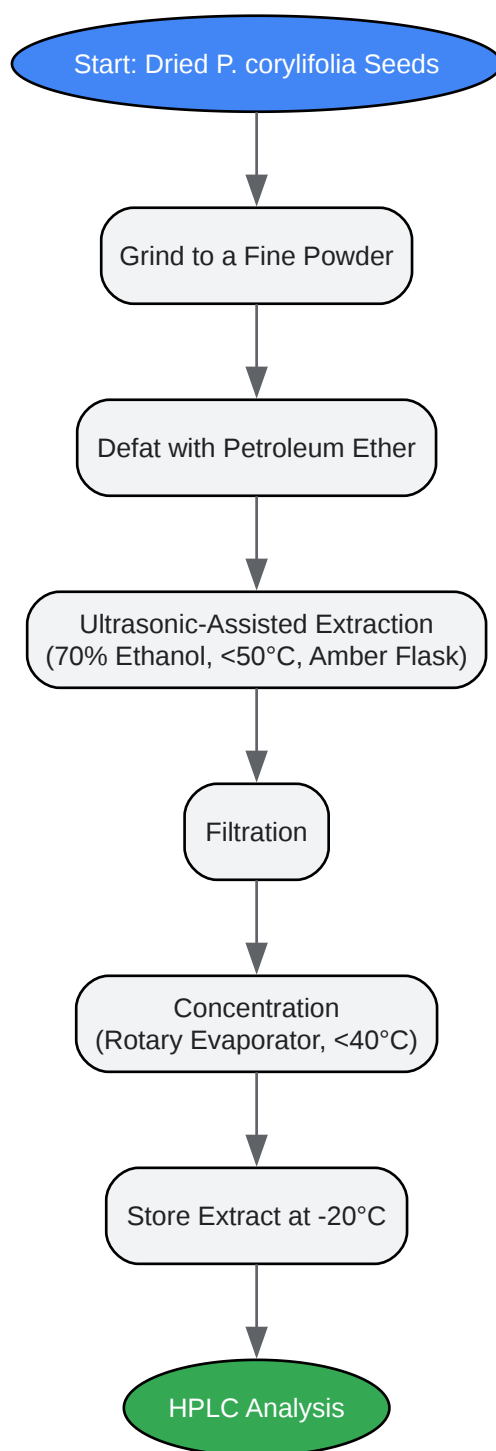 Start: Dried P. corylifolia Seeds
Grind to a Fine Powder
Defat with Petroleum Ether
Ultrasonic-Assisted Extraction
(70% Ethanol, <50°C, Amber Flask)
Filtration
Concentration
(Rotary Evaporator, <40°C)
Store Extract at -20°C
HPLC Analysis